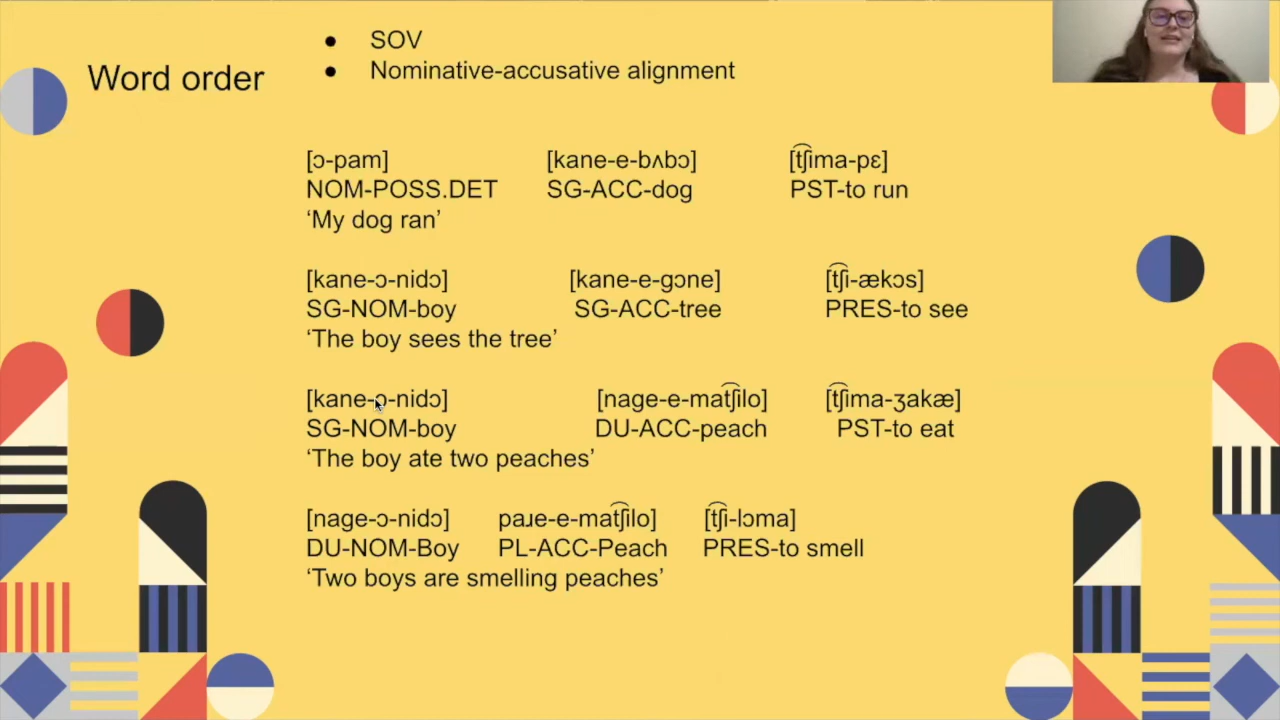 Word order
● SOV
● Nominative-accusative alignment
[ɔ-pam] [kane-e-bʌbɔ] [t͡ʃima-pɛ]
NOM-POSS.DET SG-ACC-dog PST-to run
‘My dog ran’
[kane-ɔ-nidɔ] [kane-e-gɔne] [t͡ʃi-ækɔs]
SG-NOM-boy SG-ACC-tree PRES-to see
‘The boy sees the tree’
[kane-ɔ-nidɔ] [nage-e-mat͡ʃilo] [t͡ʃima-ʒakæ]
SG-NOM-boy DU-ACC-peach PST-to eat
‘The boy ate two peaches’
[nage-ɔ-nidɔ] paɹe-e-mat͡ʃilo] [t͡ʃi-lɔma]
DU-NOM-Boy PL-ACC-Peach PRES-to smell
‘Two boys are smelling peaches’